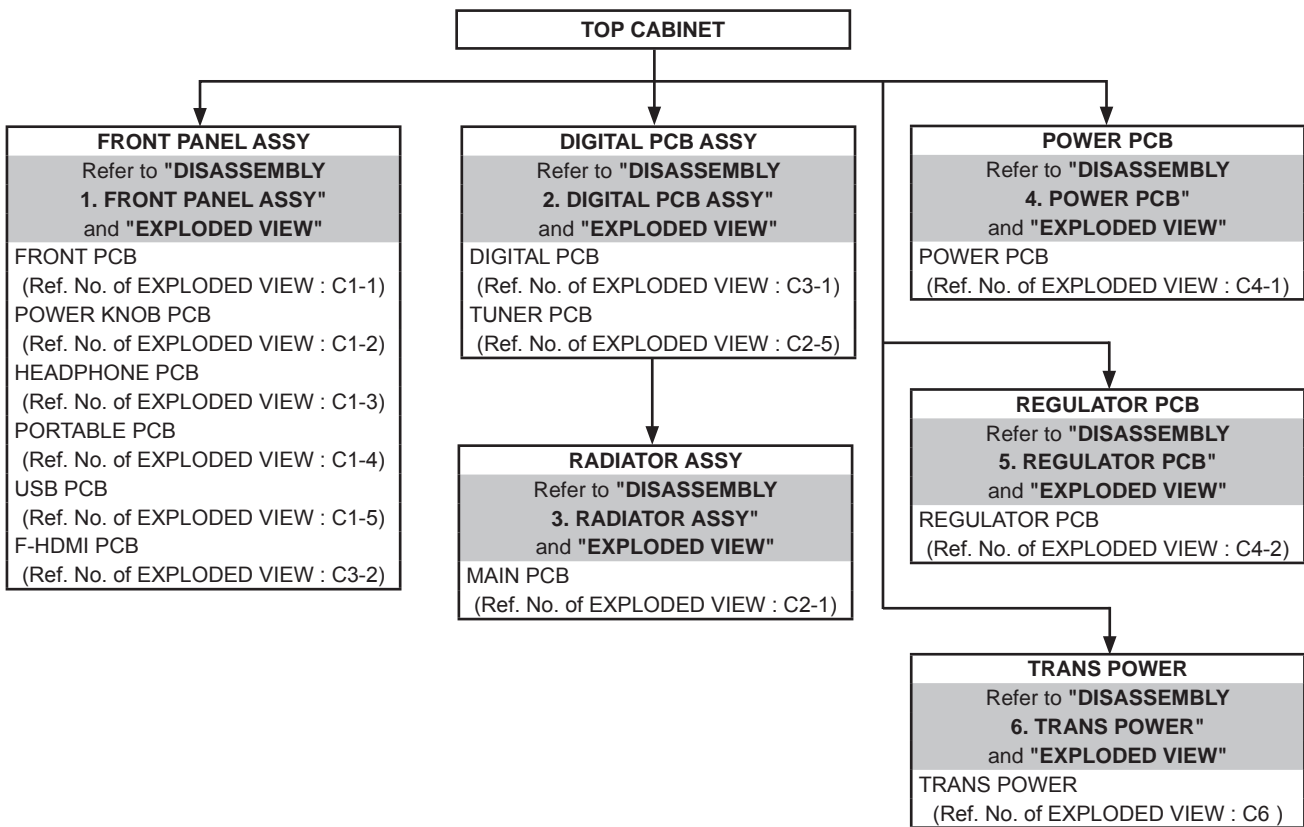 TOP CABINET
FRONT PANEL ASSY
Refer to "DISASSEMBLY
1. FRONT PANEL ASSY"
and "EXPLODED VIEW"
FRONT PCB
(Ref. No. of EXPLODED VIEW : C1-1)
POWER KNOB PCB
(Ref. No. of EXPLODED VIEW : C1-2)
HEADPHONE PCB
(Ref. No. of EXPLODED VIEW : C1-3)
PORTABLE PCB
(Ref. No. of EXPLODED VIEW : C1-4)
USB PCB
(Ref. No. of EXPLODED VIEW : C1-5)
F-HDMI PCB
(Ref. No. of EXPLODED VIEW : C3-2)
DIGITAL PCB ASSY
Refer to "DISASSEMBLY
2. DIGITAL PCB ASSY"
and "EXPLODED VIEW"
DIGITAL PCB
(Ref. No. of EXPLODED VIEW : C3-1)
TUNER PCB
(Ref. No. of EXPLODED VIEW : C2-5)
RADIATOR ASSY
Refer to "DISASSEMBLY
3. RADIATOR ASSY"
and "EXPLODED VIEW"
MAIN PCB
(Ref. No. of EXPLODED VIEW : C2-1)
POWER PCB
Refer to "DISASSEMBLY
4. POWER PCB"
and "EXPLODED VIEW"
POWER PCB
(Ref. No. of EXPLODED VIEW : C4-1)
REGULATOR PCB
Refer to "DISASSEMBLY
5. REGULATOR PCB"
and "EXPLODED VIEW"
REGULATOR PCB
(Ref. No. of EXPLODED VIEW : C4-2)
TRANS POWER
Refer to "DISASSEMBLY
6. TRANS POWER"
and "EXPLODED VIEW"
TRANS POWER
(Ref. No. of EXPLODED VIEW : C6 )